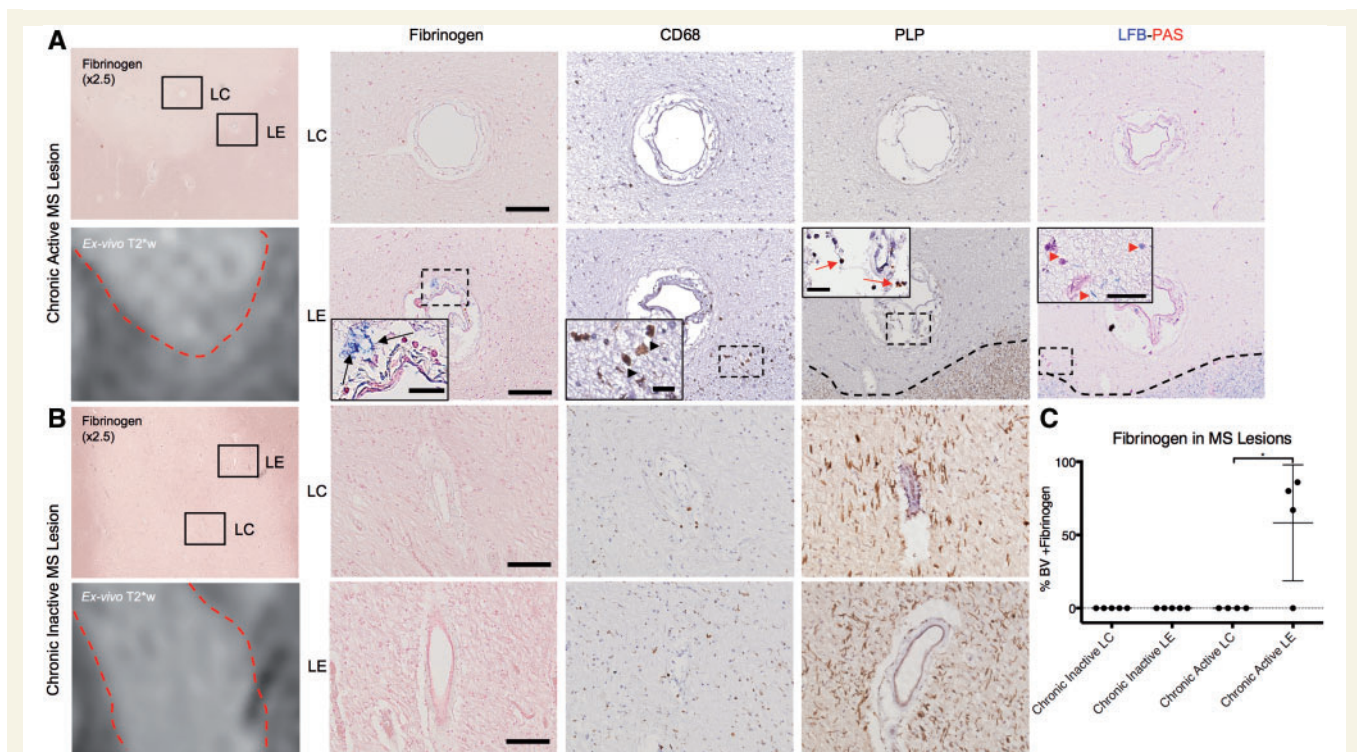 A
Fibrinogen
CD68
PLP
LFB-PAS
Chronic Active MS Lesion
Fibrinogen
(x2.5)
LC
LE
LC
Ex-vivo T2*w
LE
B
Chronic Inactive MS Lesion
Fibrinogen
(x2.5)
LE
LC
LC
Ex-vivo T2*w
LE
C
Fibrinogen in MS Lesions
*
% BV +Fibrinogen
100
50
0
Chronic Inactive LC
Chronic Inactive LE
Chronic Active LC
Chronic Active LE